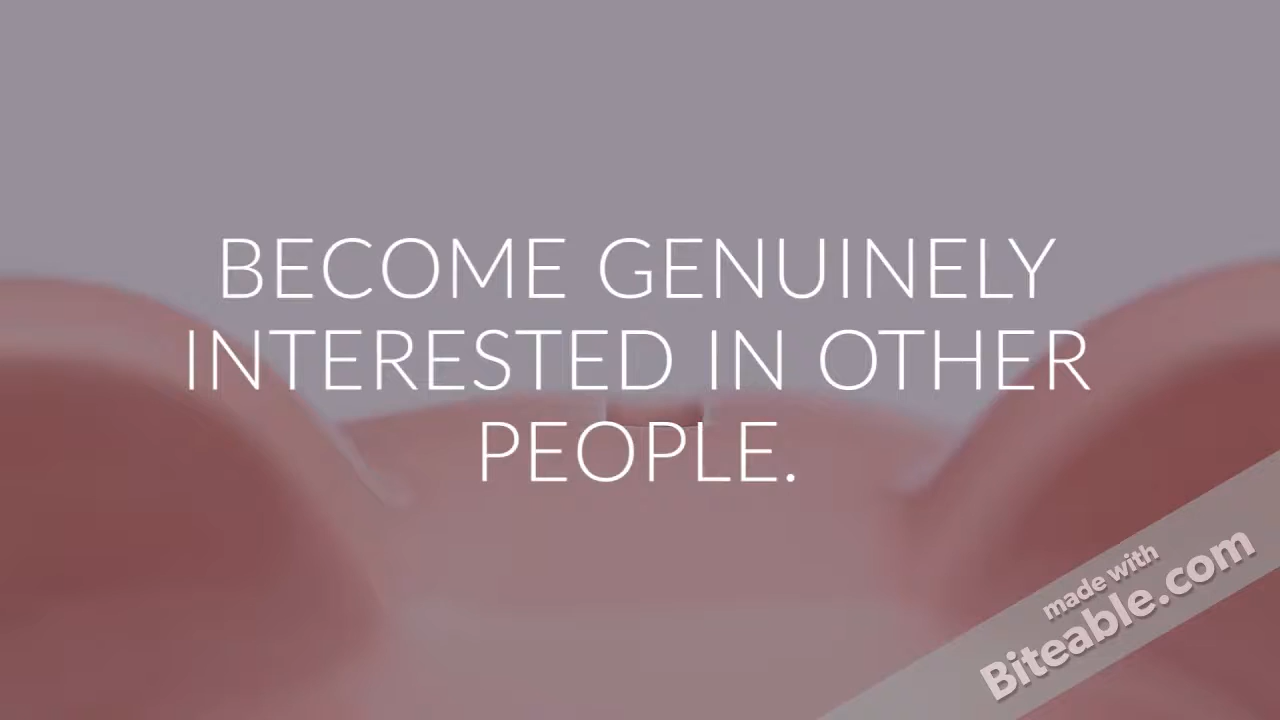 BECOME GENUINELY
INTERESTED IN OTHER
PEOPLE.
made with
Biteable.com